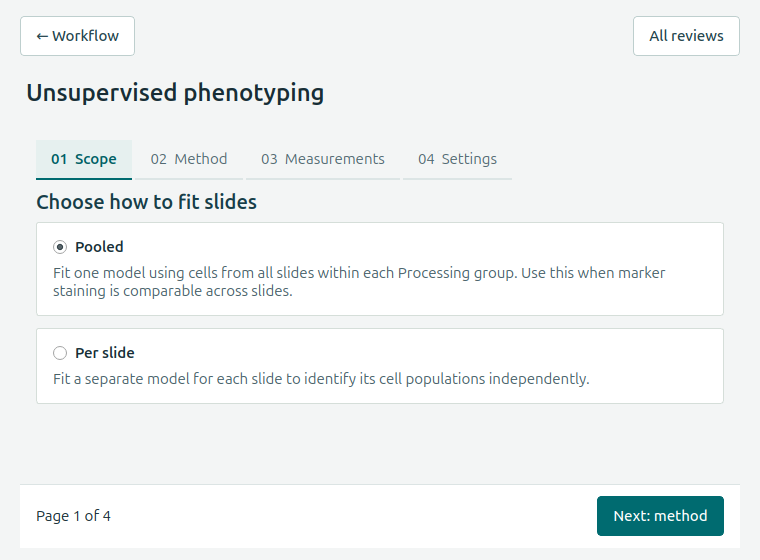 ← Workflow
All reviews
Unsupervised phenotyping
01 Scope
02 Method
03 Measurements
04 Settings
Choose how to fit slides
Pooled
Fit one model using cells from all slides within each Processing group. Use this when marker
staining is comparable across slides.
Per slide
Fit a separate model for each slide to identify its cell populations independently.
Page 1 of 4
Next: method